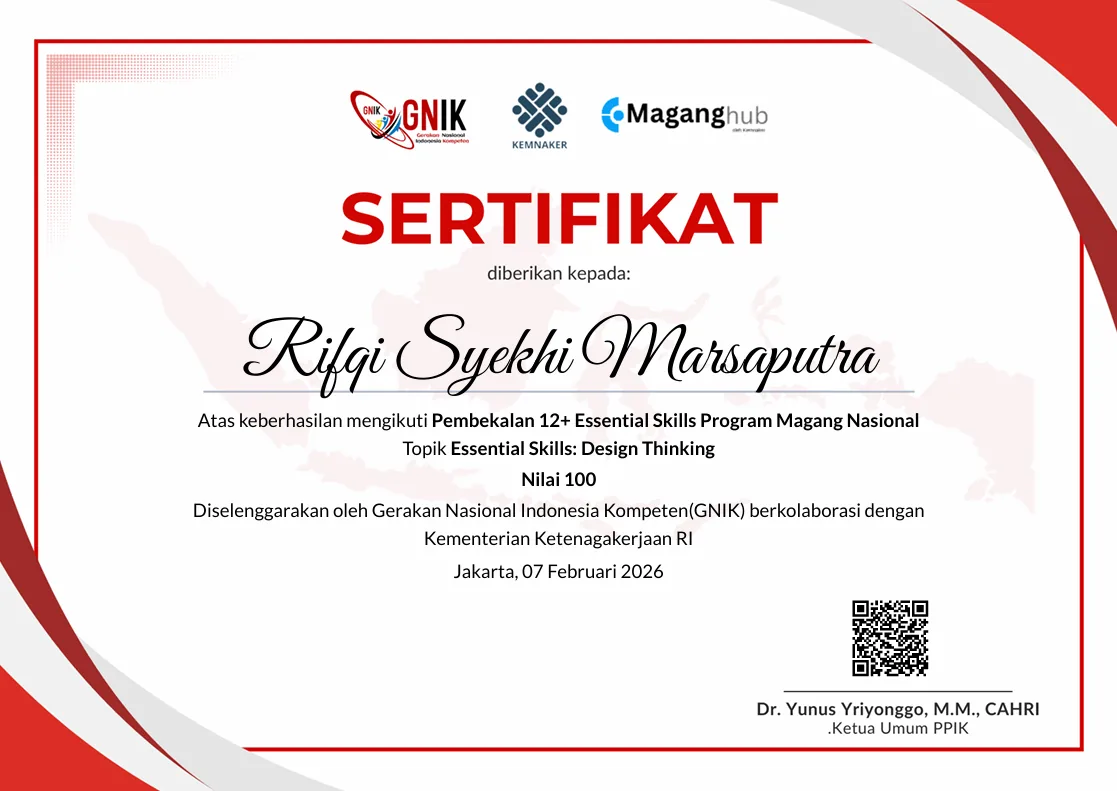 GNIK
GNIK
Gerakan Nasional
Indonesia Kompeten
KEMNAKER
Maganghub
oleh Kemnaker
SERTIFIKAT
diberikan kepada:
Rifqi Syekhi Marsaputra
Atas keberhasilan mengikuti Pembekalan 12+ Essential Skills Program Magang Nasional
Topik Essential Skills: Design Thinking
Nilai 100
Diselenggarakan oleh Gerakan Nasional Indonesia Kompeten(GNIK) berkolaborasi dengan
Kementerian Ketenagakerjaan RI
Jakarta, 07 Februari 2026
Dr. Yunus Yriyonggo, M.M., CAHRI
.Ketua Umum PPIK